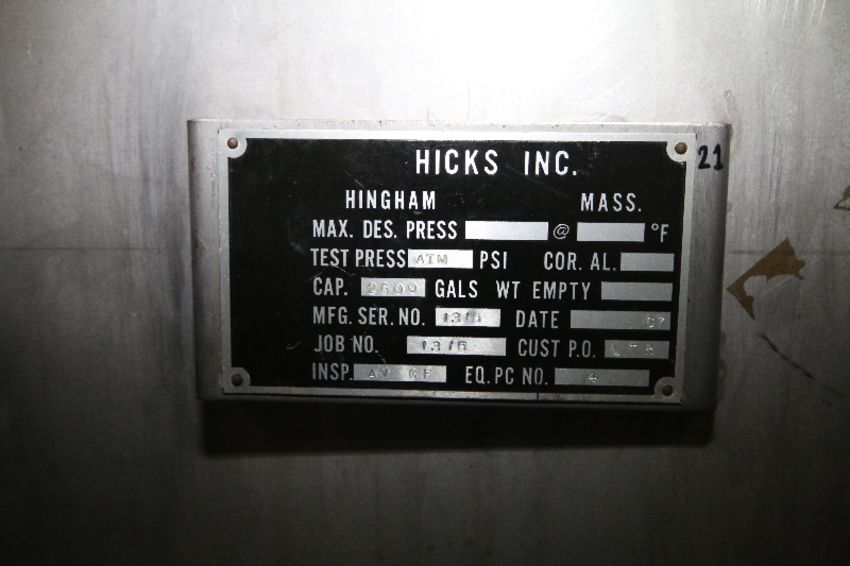 HICKS INC.
21
HINGHAM MASS.
MAX. DES. PRESS @ °F
TEST PRESS ATM PSI COR. AL.
CAP. GALS WT EMPTY
MFG. SER. NO. DATE
JOB NO. CUST P.O.
INSP. EQ. PC NO. 4